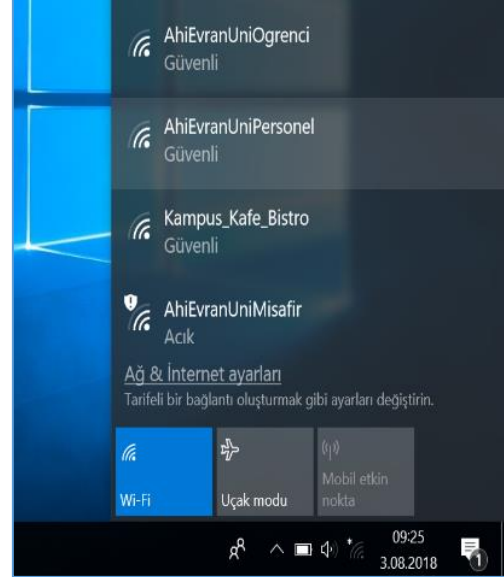 AhiEvranUniOgrenci
Güvenli
AhiEvranUniPersonel
Güvenli
Kampus_Kafe_Bistro
Güvenli
AhiEvranUniMisafir
Acık
Ağ & İnternet ayarları
Tarifeli bir bağlantı oluşturmak gibi ayarları değiştirin.
Wi-Fi
Uçak modu
Mobil etkin
nokta
09:25
3.08.2018
1